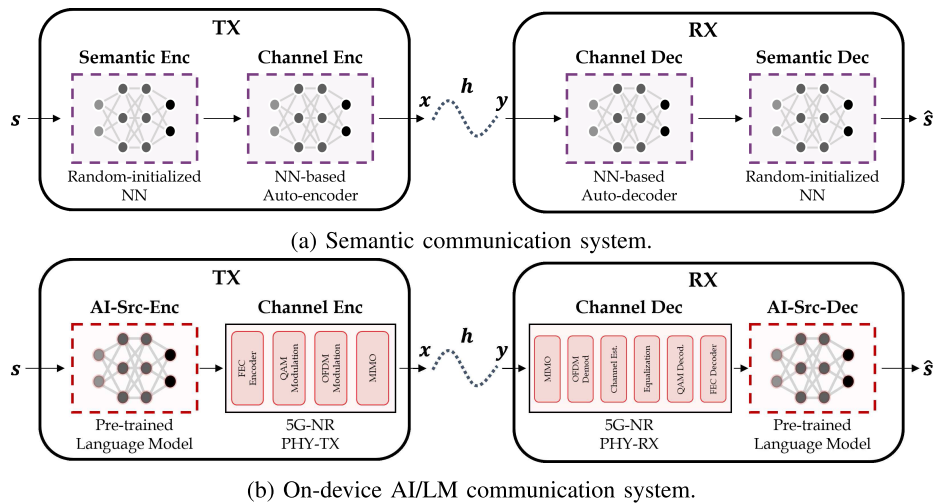 TX
RX
Semantic Enc
Channel Enc
Channel Dec
Semantic Dec
s
x
h
y
ŝ
Random-initialized
NN
NN-based
Auto-encoder
NN-based
Auto-decoder
Random-initialized
NN
(a) Semantic communication system.
TX
RX
AI-Src-Enc
Channel Enc
Channel Dec
AI-Src-Dec
s
FEC
Encoder
QAM
Modulation
OFDM
Modulation
MIMO
x
h
y
MIMO
OFDM
Demod
Channel Est.
Equalization
QAM Decod.
FEC Decoder
ŝ
Pre-trained
Language Model
5G-NR
PHY-TX
5G-NR
PHY-RX
Pre-trained
Language Model
(b) On-device AI/LM communication system.